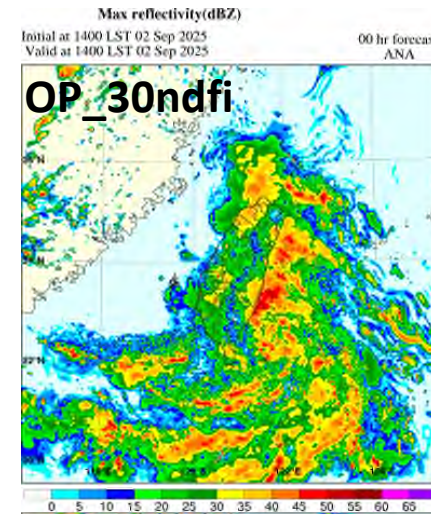 Max reflectivity(dBZ)
Initial at 1400 LST 02 Sep 2025
00 hr forecas
Valid at 1400 LST 02 Sep 2025
ANA
OP_30ndfi
0 5 10 15 20 25 30 35 40 45 50 55 60 65